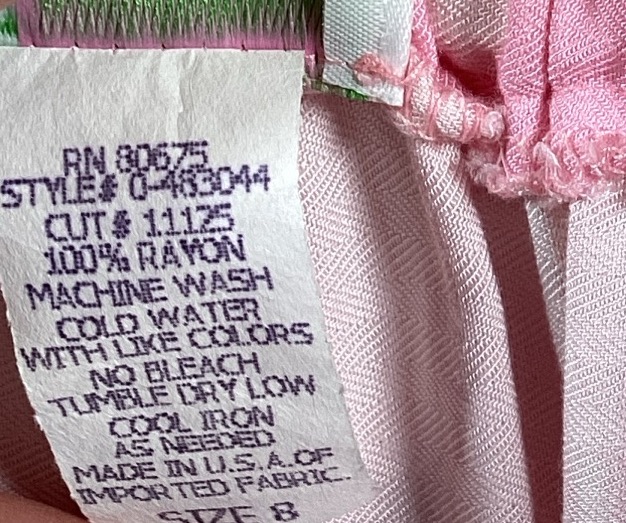 RN 80675
STYLE# 0-483044
CUT# 11125
100% RAYON
MACHINE WASH
COLD WATER
WITH LIKE COLORS
NO BLEACH
TUMBLE DRY LOW
COOL IRON
AS NEEDED
MADE IN U.S.A. OF
IMPORTED FABRIC.
SIZE 8